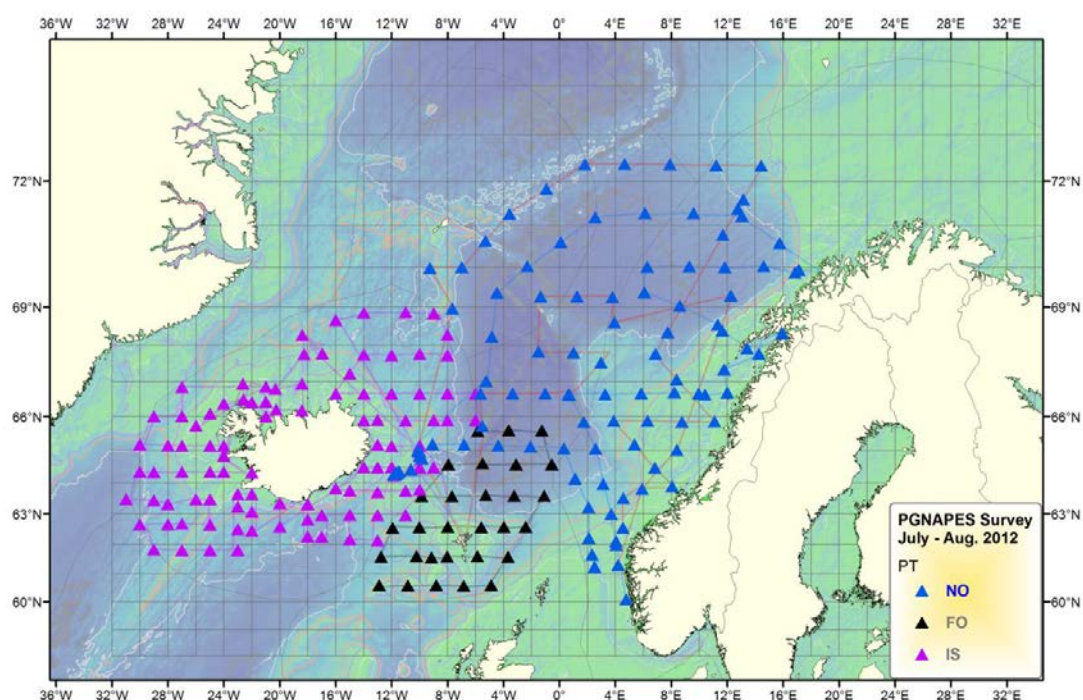 36°W 32°W 28°W 24°W 20°W 16°W 12°W 8°W 4°W 0° 4°E 8°E 12°E 16°E 20°E 24°E 28°E 32°E
72°N 72°N
69°N 69°N
66°N 66°N
63°N 63°N
60°N 60°N
PGNAPES Survey
July - Aug. 2012
PT
NO
FO
IS
36°W 32°W 28°W 24°W 20°W 16°W 12°W 8°W 4°W 0° 4°E 8°E 12°E 16°E 20°E 24°E 28°E 32°E